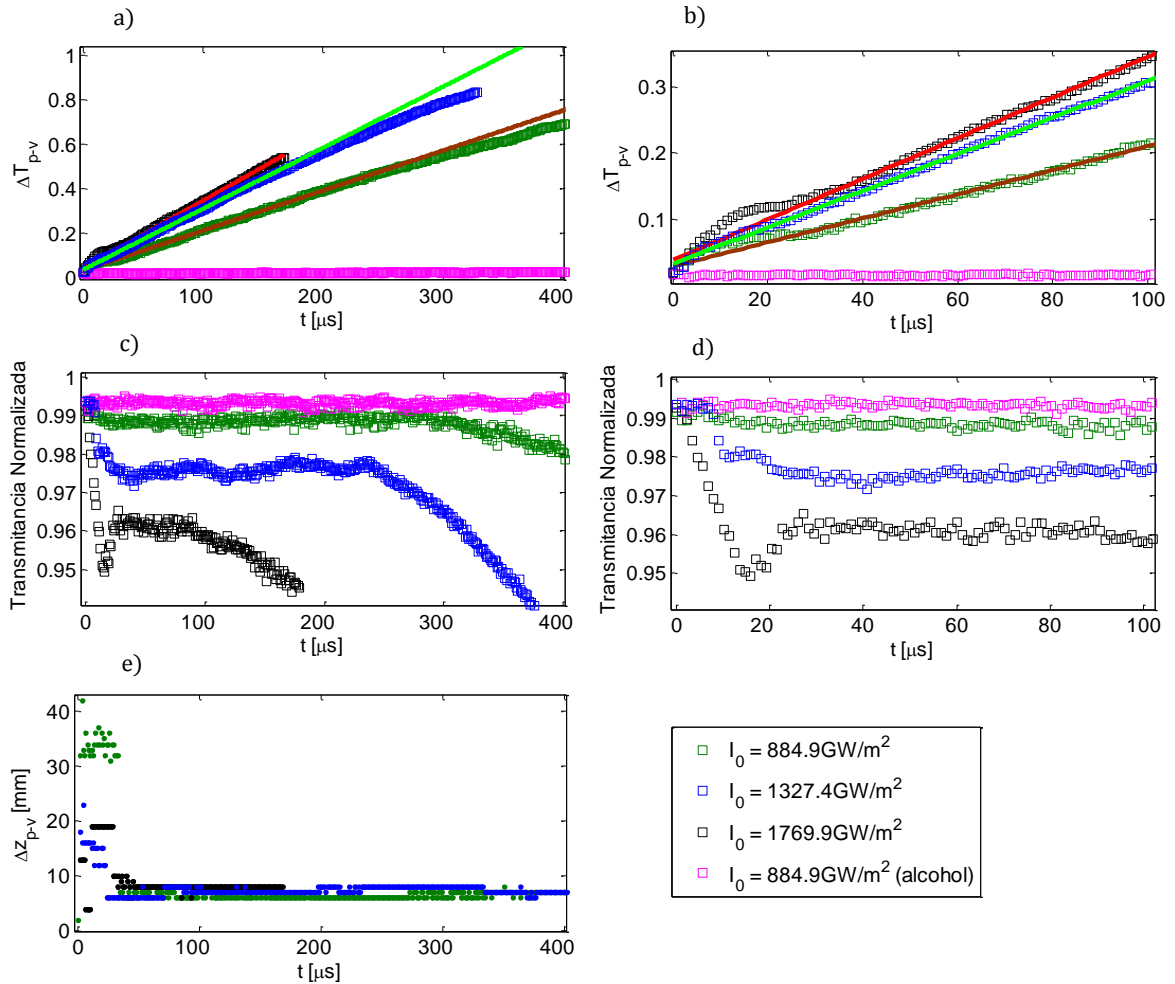 a)
1
0.8
0.6
0.4
0.2
0
ΔT p-v
0 100 200 300 400
t [μs]
b)
0.3
0.2
0.1
ΔT p-v
0 20 40 60 80 100
t [μs]
c)
1
0.99
0.98
0.97
0.96
0.95
Transmitancia Normalizada
0 100 200 300 400
t [μs]
d)
1
0.99
0.98
0.97
0.96
0.95
Transmitancia Normalizada
0 20 40 60 80 100
t [μs]
e)
40
30
20
10
0
Δz p-v [mm]
0 100 200 300 400
t [μs]
I₀ = 884.9GW/m²
I₀ = 1327.4GW/m²
I₀ = 1769.9GW/m²
I₀ = 884.9GW/m² (alcohol)